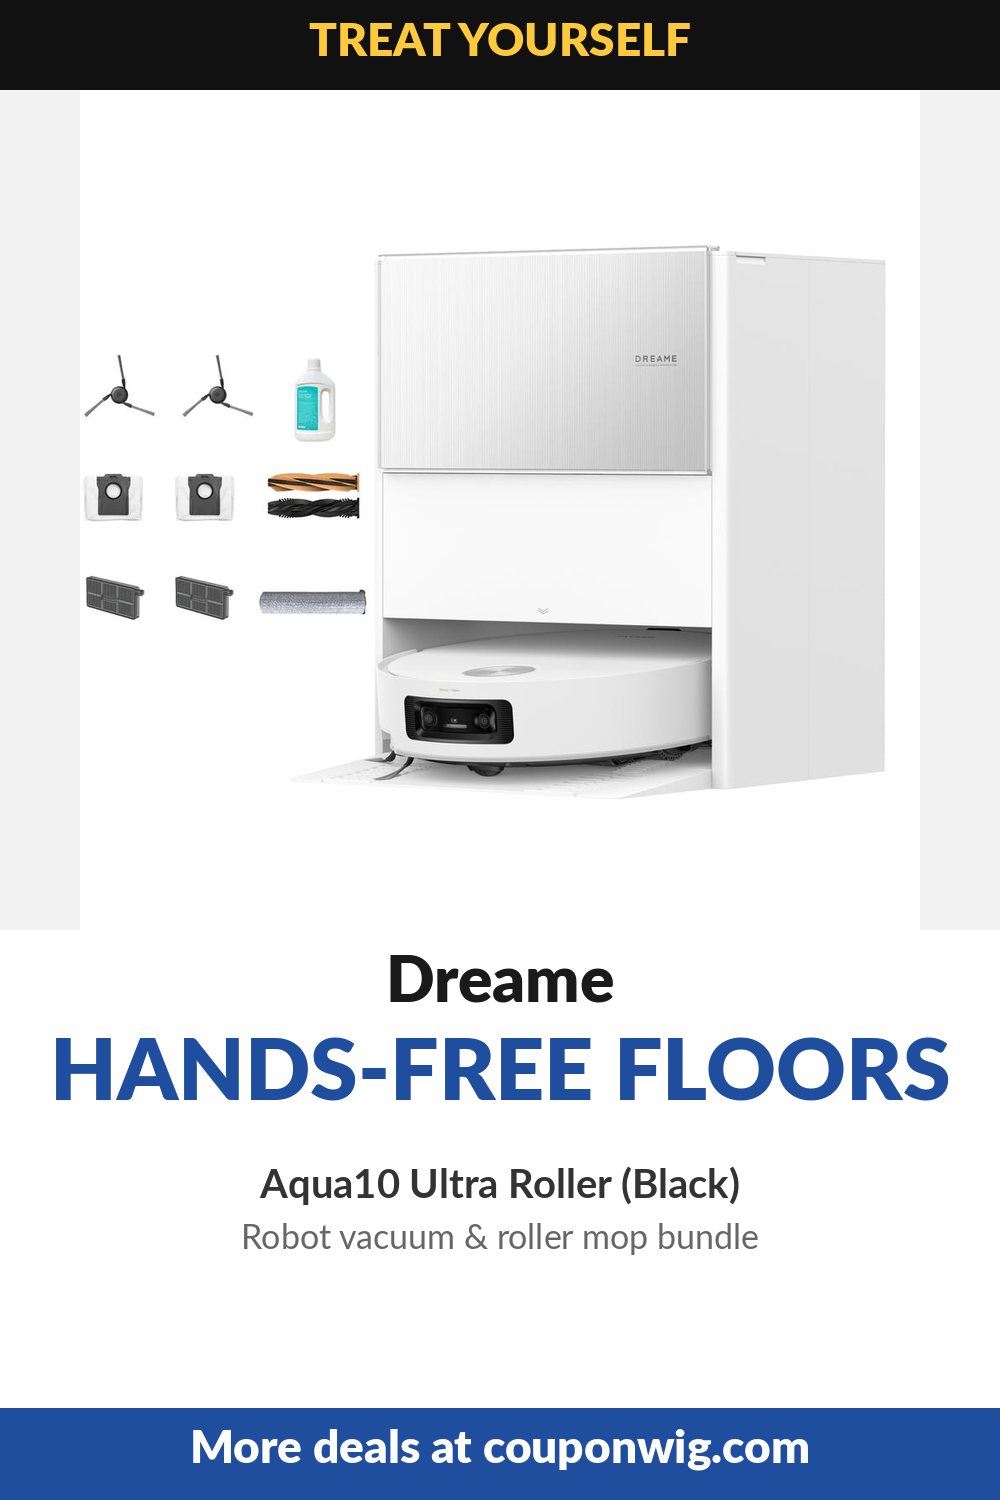 TREAT YOURSELF
DREAME
Dreame
HANDS-FREE FLOORS
Aqua10 Ultra Roller (Black)
Robot vacuum & roller mop bundle
More deals at couponwig.com